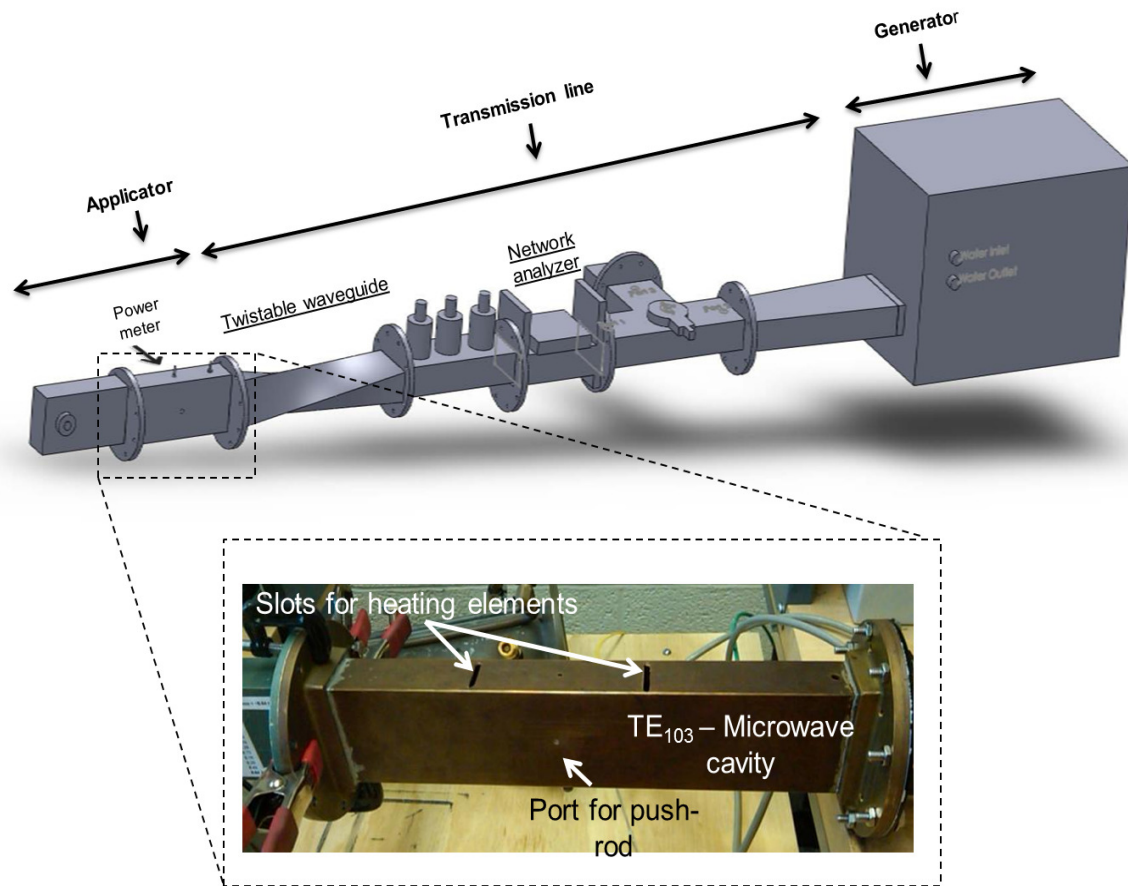 Generator
Transmission line
Applicator
Network
analyzer
Twistable waveguide
Power
meter
Water Inlet
Water Outlet
Slots for heating elements
TE₁₀₃ – Microwave
cavity
Port for push-
rod